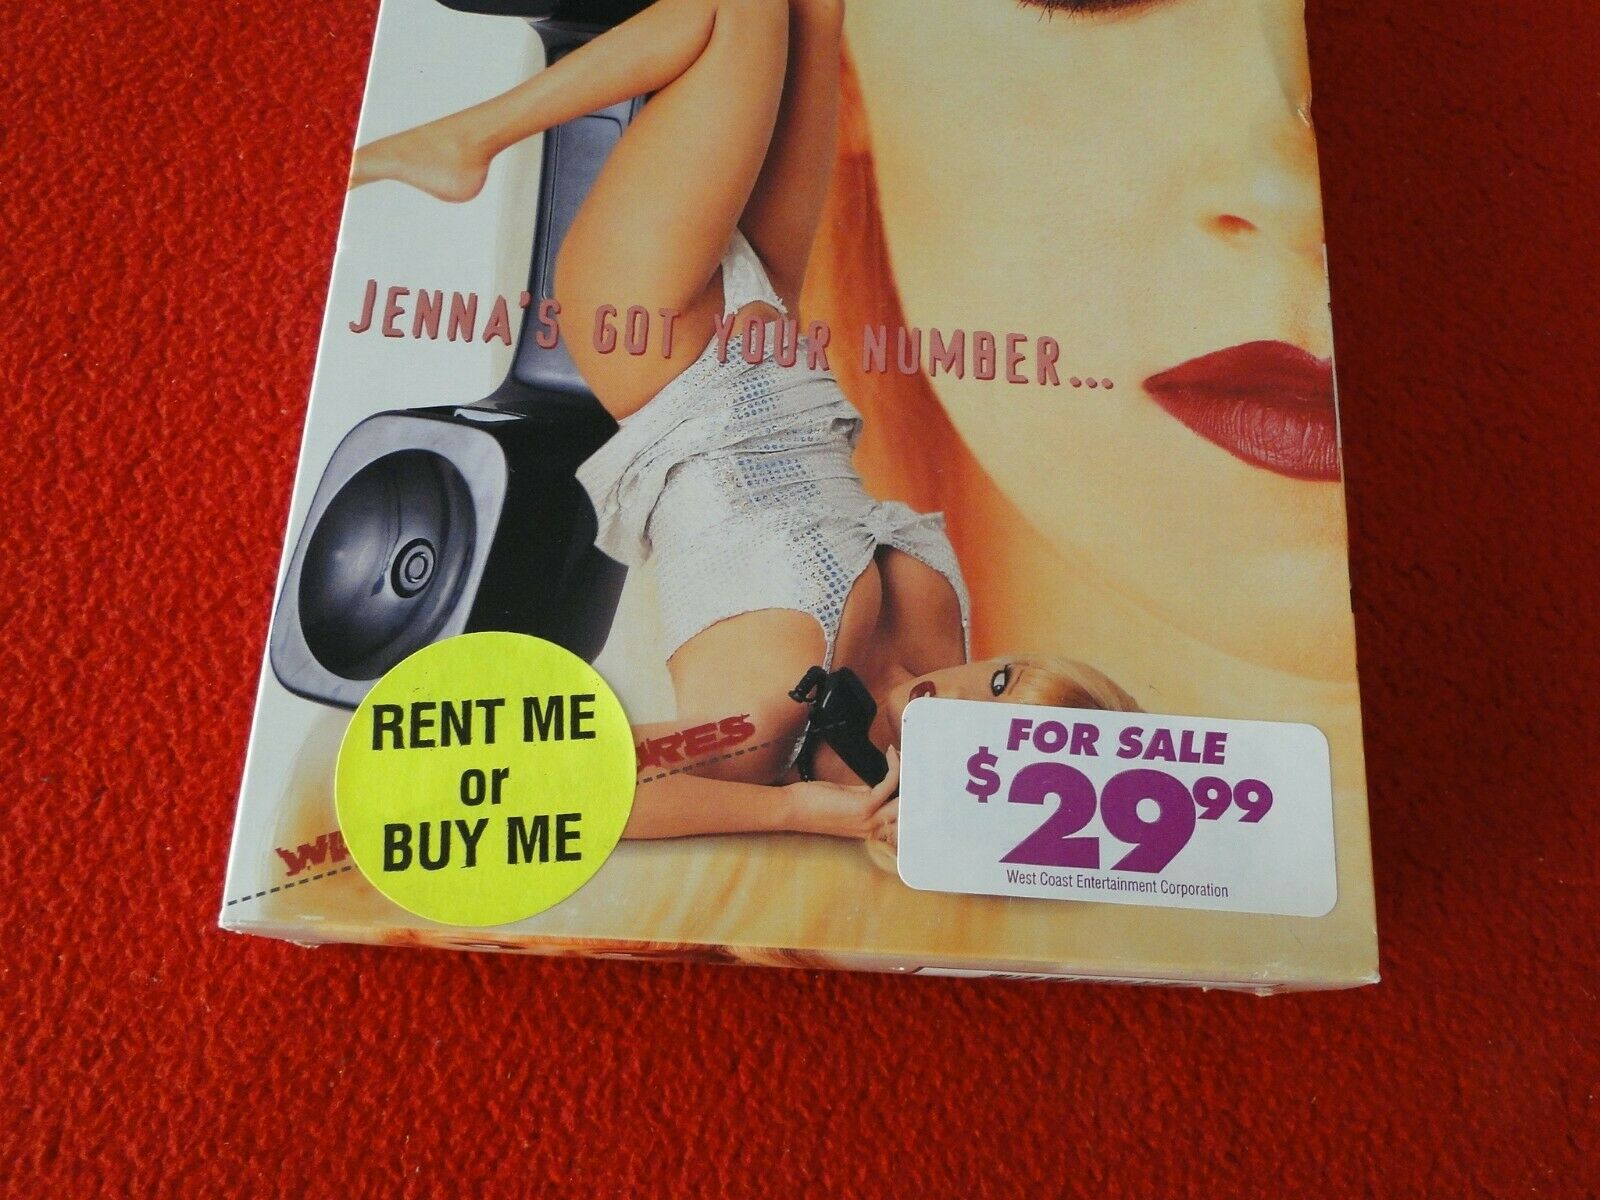 JENNA'S GOT YOUR NUMBER...
RENT ME
or
BUY ME
FOR SALE
$29.99
West Coast Entertainment Corporation